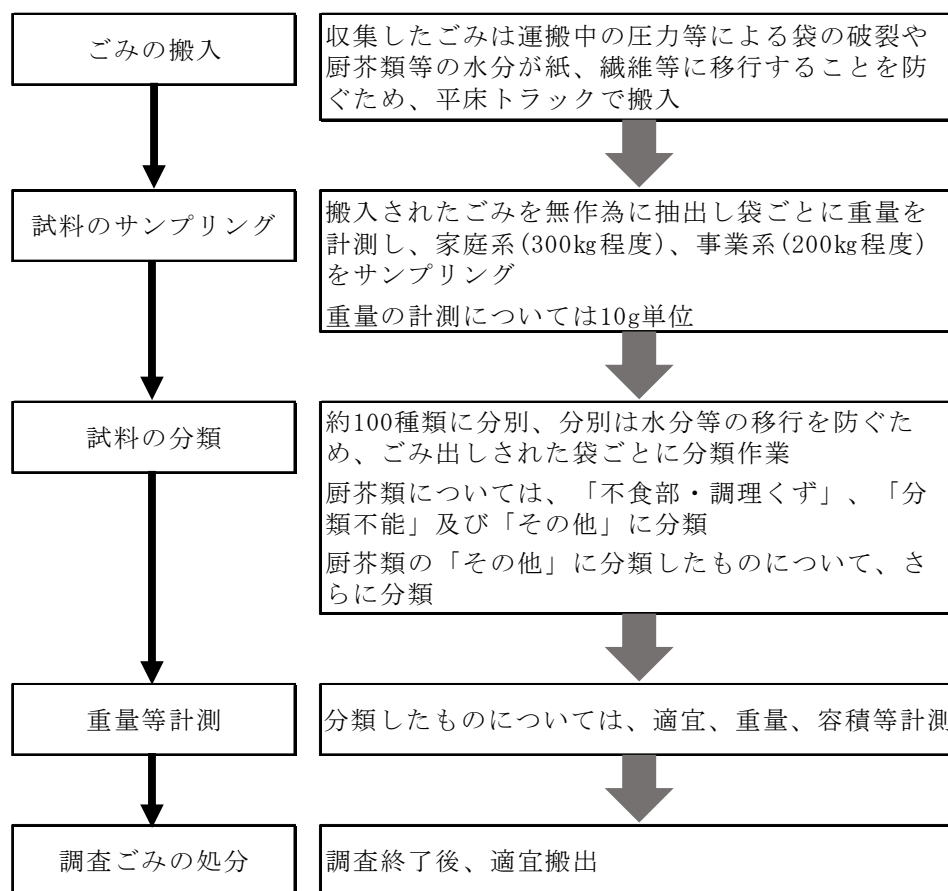 ごみの搬入
収集したごみは運搬中の圧力等による袋の破裂や
厨芥類等の水分が紙、繊維等に移行することを防
ぐため、平床トラックで搬入
試料のサンプリング
搬入されたごみを無作為に抽出し袋ごとに重量を
計測し、家庭系(300㎏程度)、事業系(200㎏程度)
をサンプリング
重量の計測については10g単位
試料の分類
約100種類に分別、分別は水分等の移行を防ぐた
め、ごみ出しされた袋ごとに分類作業
厨芥類については、「不食部・調理くず」、「分
類不能」及び「その他」に分類
厨芥類の「その他」に分類したものについて、さ
らに分類
重量等計測
分類したものについては、適宜、重量、容積等計測
調査ごみの処分
調査終了後、適宜搬出